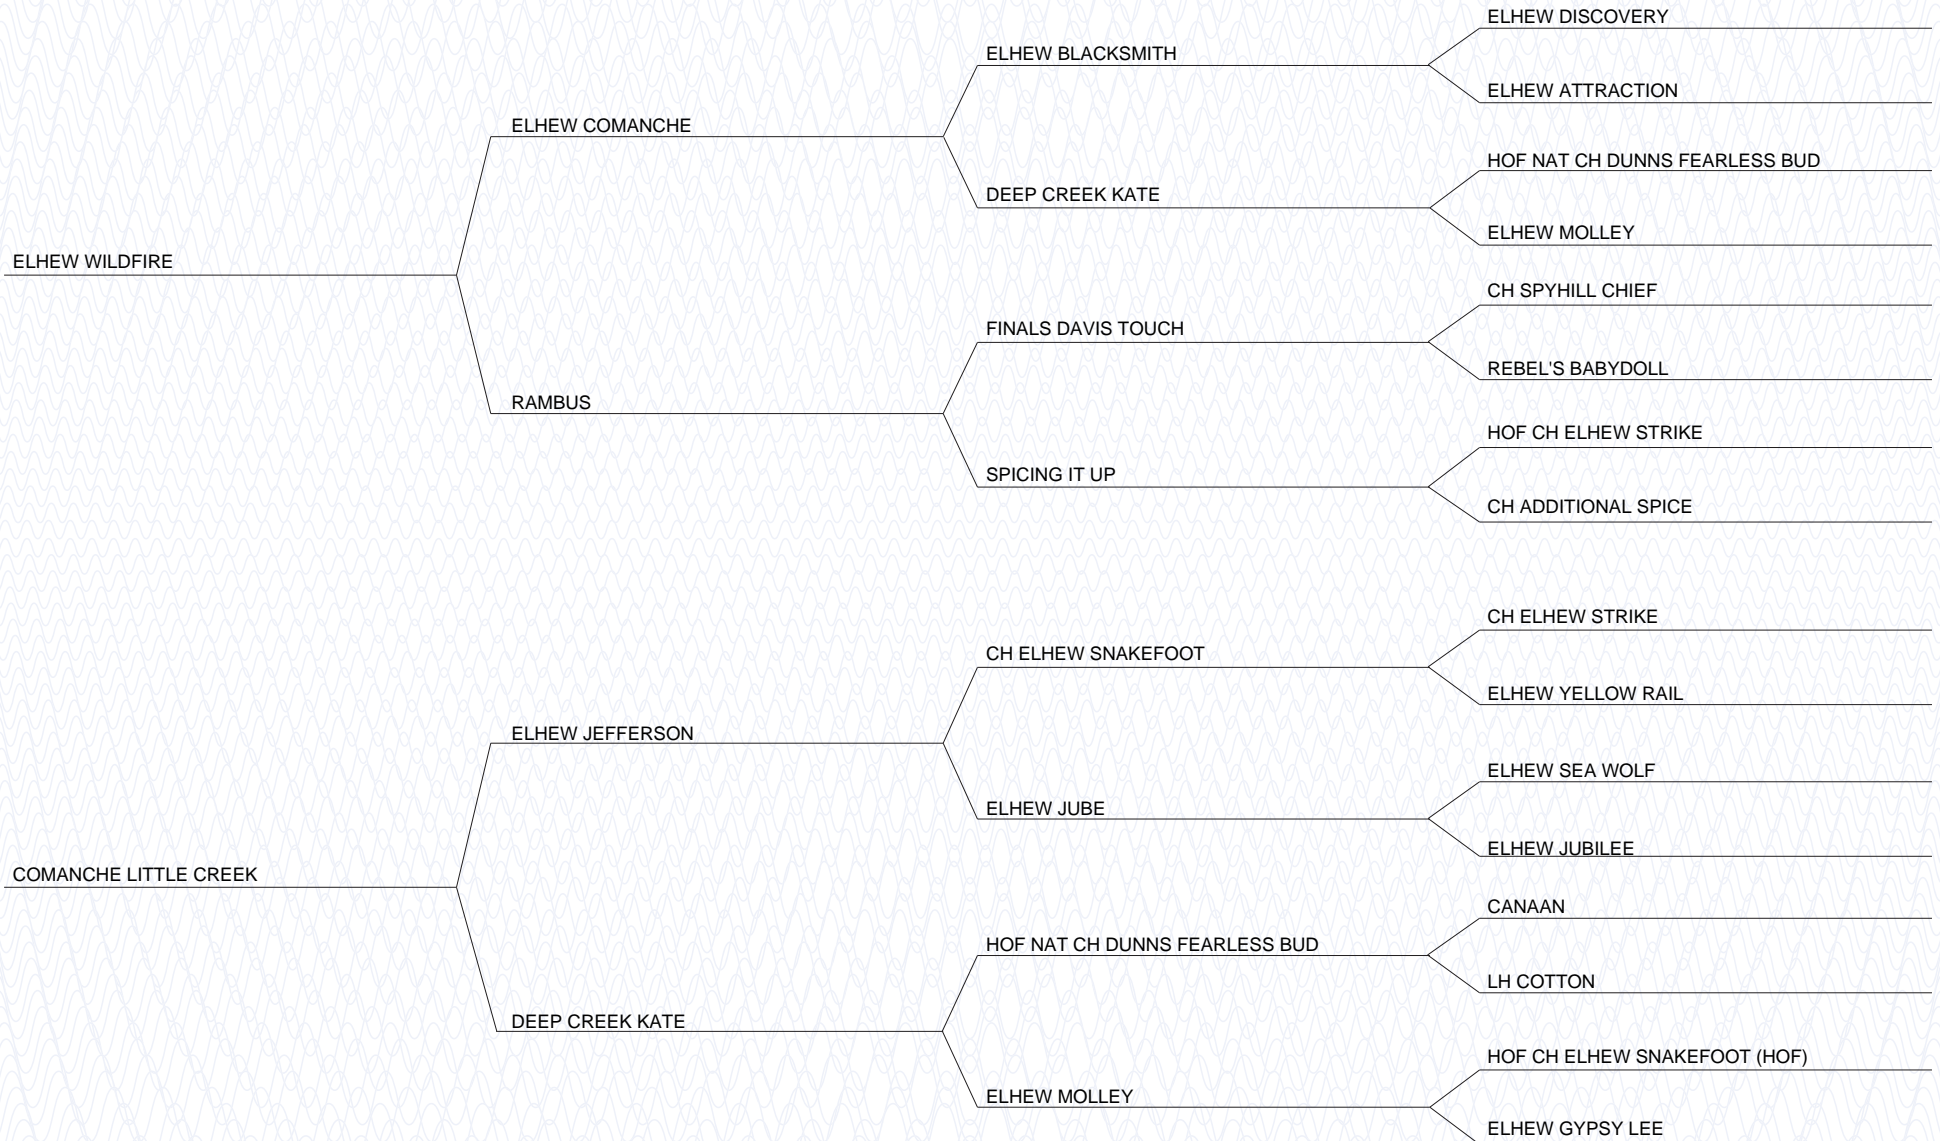 ELHEW DISCOVERY
ELHEW BLACKSMITH
ELHEW ATTRACTION
ELHEW COMANCHE
HOF NAT CH DUNNS FEARLESS BUD
DEEP CREEK KATE
ELHEW MOLLEY
ELHEW WILDFIRE
CH SPYHILL CHIEF
FINALS DAVIS TOUCH
REBEL'S BABYDOLL
RAMBUS
HOF CH ELHEW STRIKE
SPICING IT UP
CH ADDITIONAL SPICE
CH ELHEW STRIKE
CH ELHEW SNAKEFOOT
ELHEW YELLOW RAIL
ELHEW JEFFERSON
ELHEW SEA WOLF
ELHEW JUBE
ELHEW JUBILEE
COMANCHE LITTLE CREEK
CANAAN
HOF NAT CH DUNNS FEARLESS BUD
LH COTTON
DEEP CREEK KATE
HOF CH ELHEW SNAKEFOOT (HOF)
ELHEW MOLLEY
ELHEW GYPSY LEE